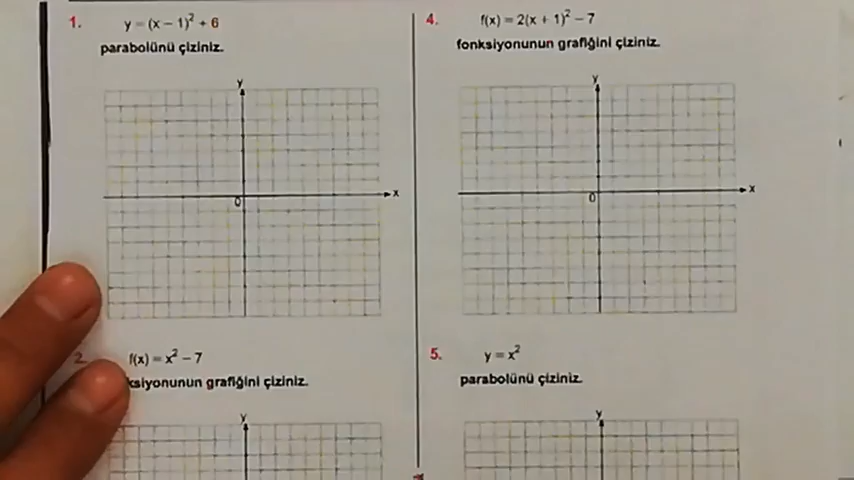 1. y = (x − 1)² + 6
parabolünü çiziniz.
y
x
0
2. f(x) = x² − 7
ksiyonunun grafiğini çiziniz.
y
4. f(x) = 2(x + 1)² − 7
fonksiyonunun grafiğini çiziniz.
y
x
0
5. y = x²
parabolünü çiziniz.
y